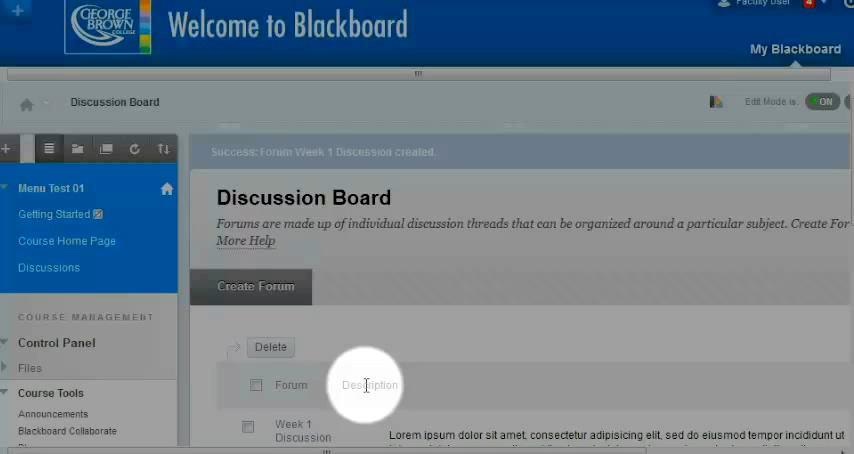 GEORGE
BROWN
COLLEGE
Welcome to Blackboard
Faculty User
4
My Blackboard
Discussion Board
Edit Mode is:
ON
Success: Forum Week 1 Discession created.
Menu Test 01
Getting Started
Course Home Page
Discussions
Discussion Board
Forums are made up of individual discussion threads that can be organized around a particular subject. Create For
More Help
Create Forum
COURSE MANAGEMENT
Control Panel
Files
Course Tools
Announcements
Blackboard Collaborate
Delete
Forum
Description
Week 1
Discussion
Lorem ipsum dolor sit amet, consectetur adipisicing elit, sed do eiusmod tempor incididunt ut